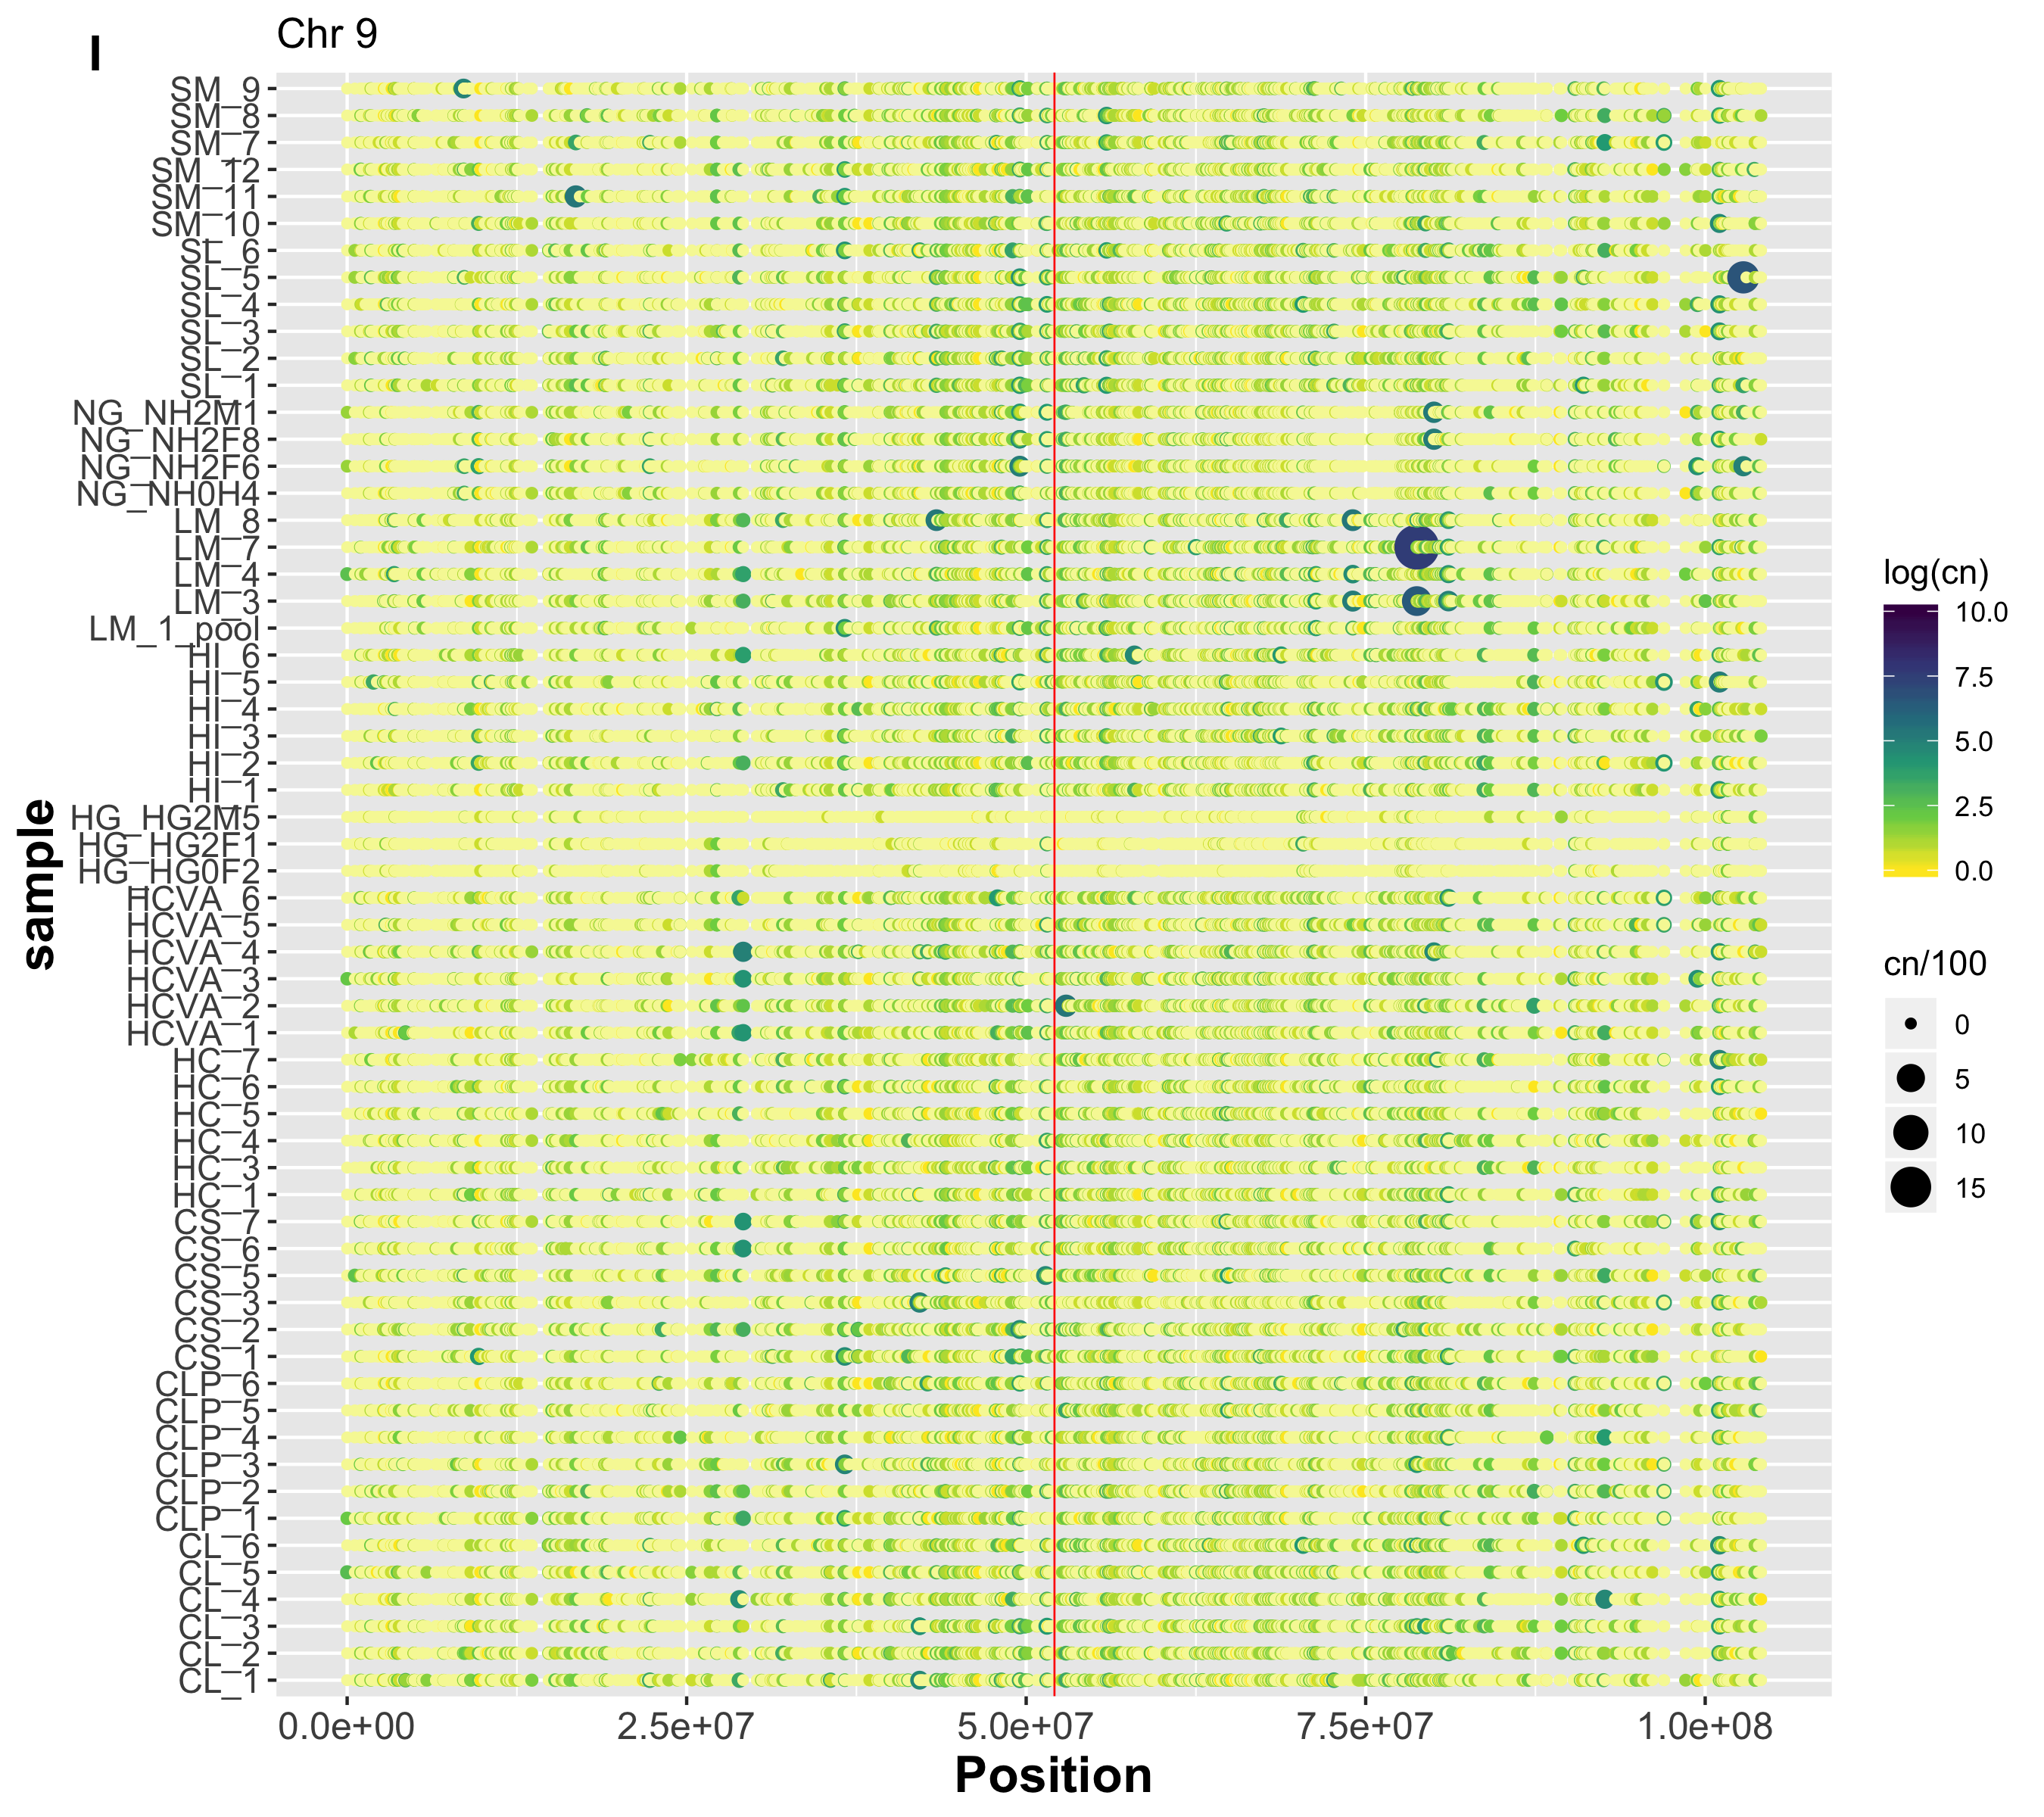 I
Chr 9
SM_9
SM_8
SM_7
SM_12
SM_11
SM_10
SL_6
SL_5
SL_4
SL_3
SL_2
SL_1
NG_NH2M1
NG_NH2F8
NG_NH2F6
NG_NH0H4
LM_8
LM_7
LM_4
LM_3
LM_1_pool
HI_6
HI_5
HI_4
HI_3
HI_2
HI_1
HG_HG2M5
HG_HG2F1
HG_HG0F2
HCVA_6
HCVA_5
HCVA_4
HCVA_3
HCVA_2
HCVA_1
HC_7
HC_6
HC_5
HC_4
HC_3
HC_1
CS_7
CS_6
CS_5
CS_3
CS_2
CS_1
CLP_6
CLP_5
CLP_4
CLP_3
CLP_2
CLP_1
CL_6
CL_5
CL_4
CL_3
CL_2
CL_1
sample
0.0e+00 2.5e+07 5.0e+07 7.5e+07 1.0e+08
Position
log(cn)
10.0
7.5
5.0
2.5
0.0
cn/100
0
5
10
15